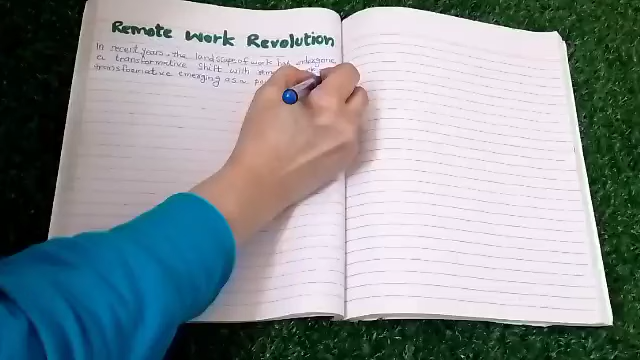 Remote Work Revolution
In recent years, the landscape of work has undergone
a transformative shift with
transformative emerging as a